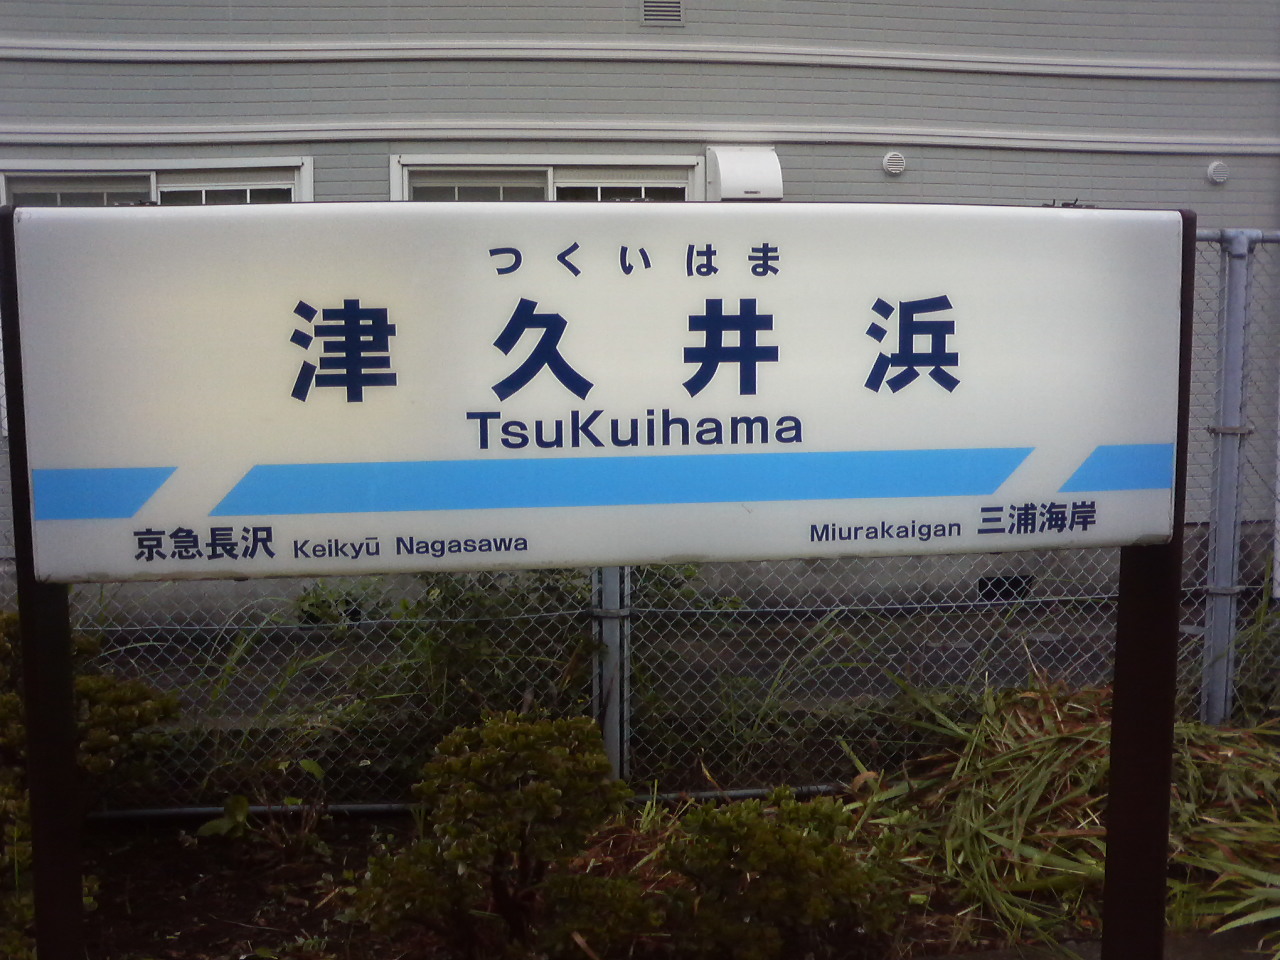 つくいはま
津久井浜
TsuKuihama
京急長沢 Keikyū Nagasawa
Miurakaigan 三浦海岸